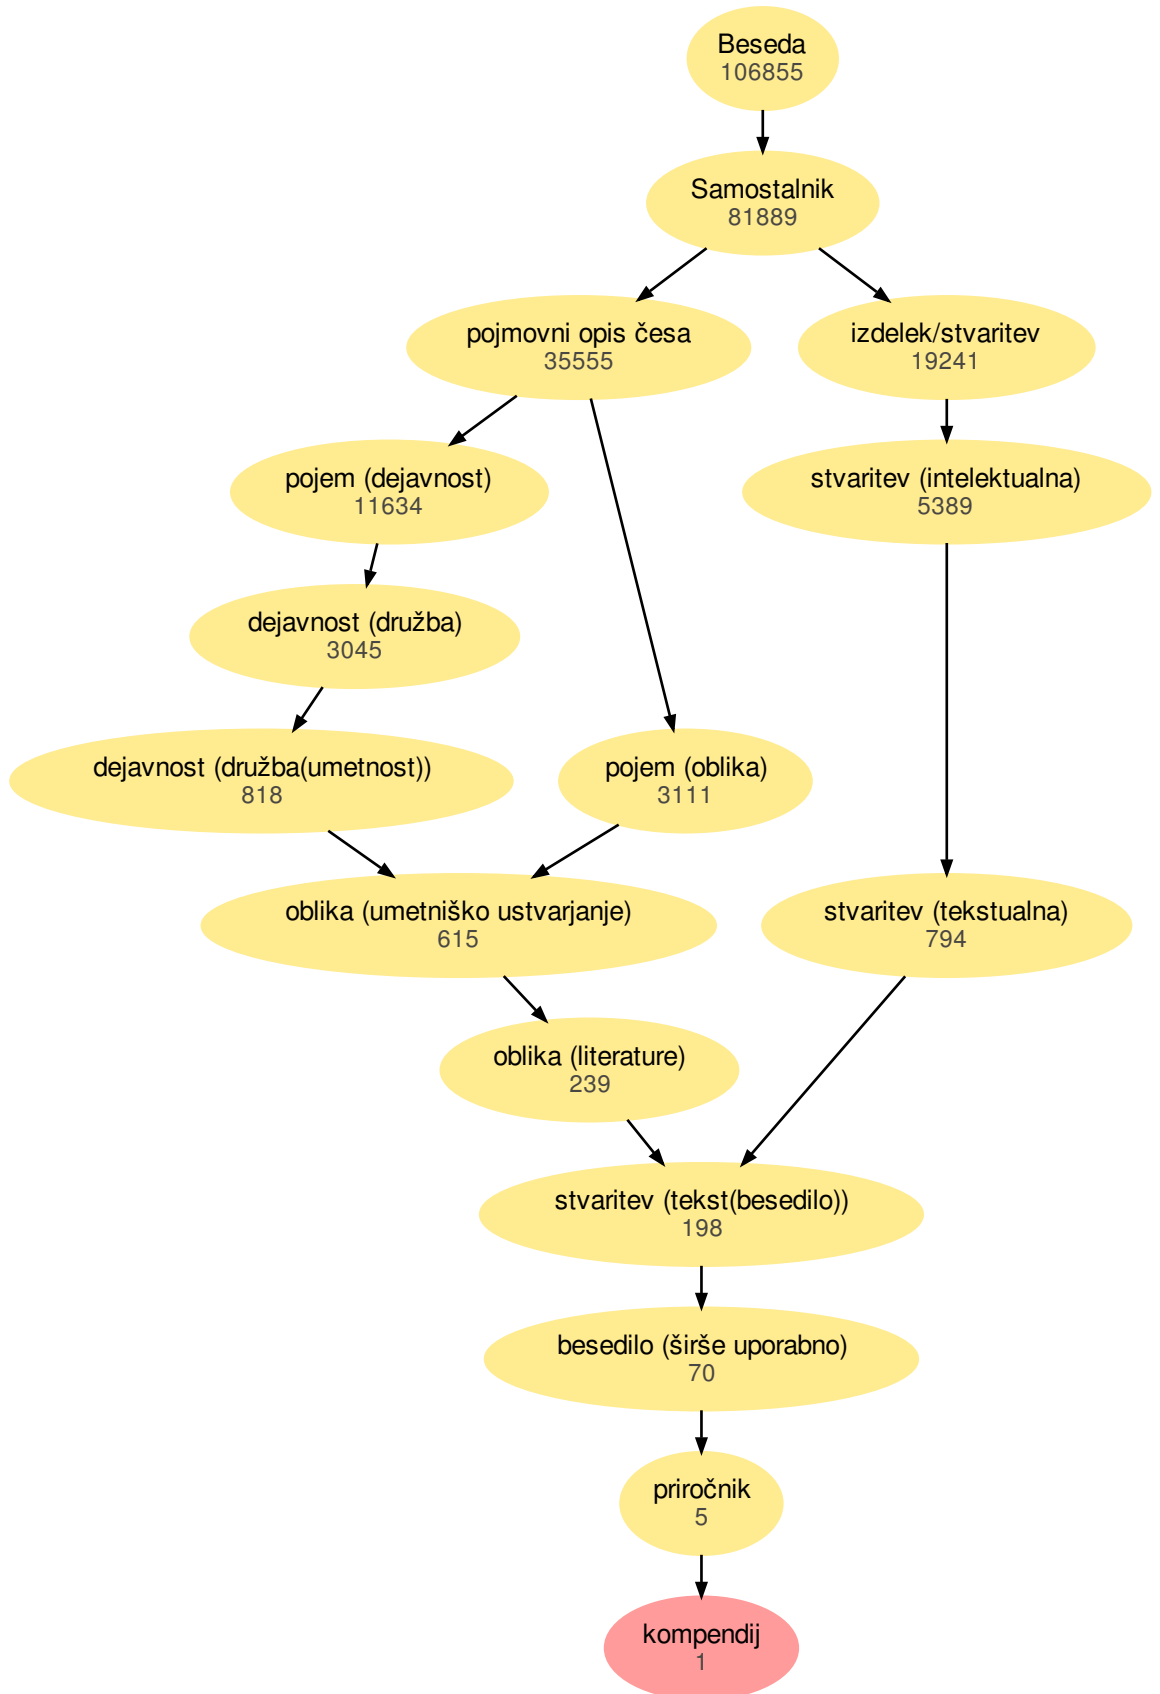 Beseda
106855
Samostalnik
81889
pojmovni opis česa
35555
izdelek/stvaritev
19241
pojem (dejavnost)
11634
stvaritev (intelektualna)
5389
dejavnost (družba)
3045
dejavnost (družba(umetnost))
818
pojem (oblika)
3111
oblika (umetniško ustvarjanje)
615
stvaritev (tekstualna)
794
oblika (literature)
239
stvaritev (tekst(besedilo))
198
besedilo (širše uporabno)
70
priročnik
5
kompendij
1